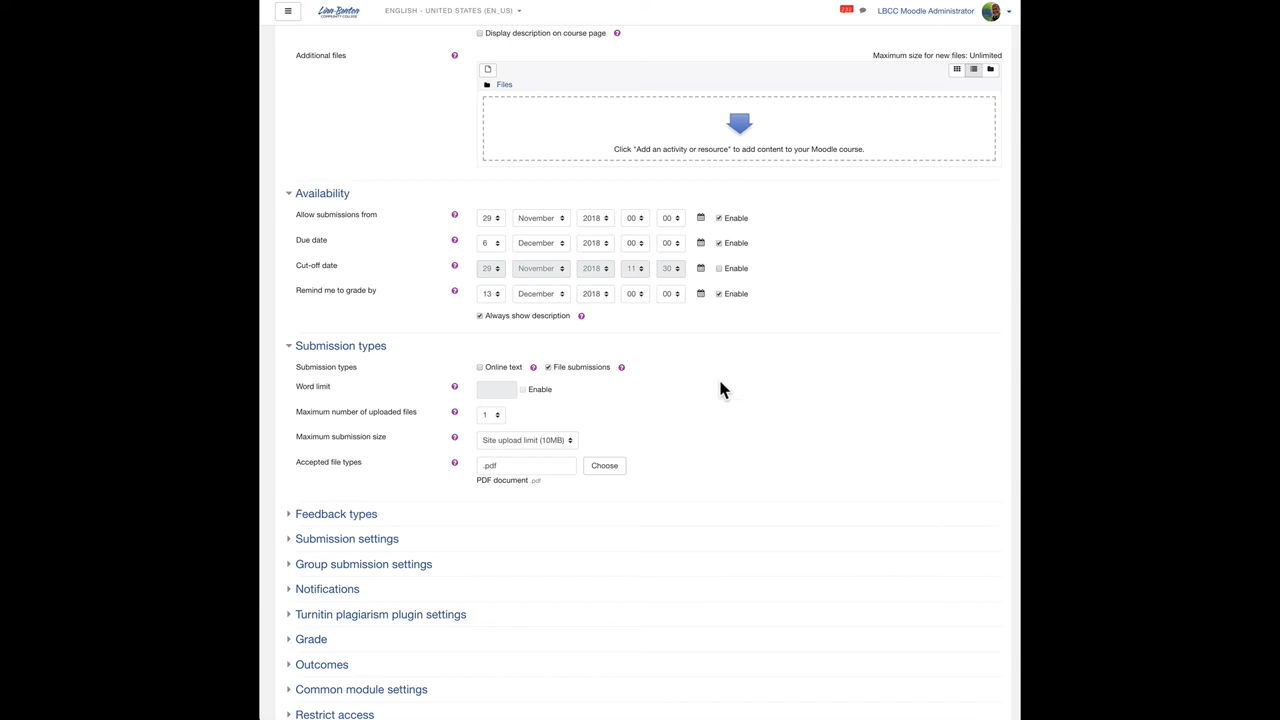 Linn-Benton
COMMUNITY COLLEGE
ENGLISH - UNITED STATES (EN_US)
232
LBCC Moodle Administrator
Display description on course page
Additional files
Maximum size for new files: Unlimited
Files
Click "Add an activity or resource" to add content to your Moodle course.
Availability
Allow submissions from 29 November 2018 00 00 Enable
Due date 6 December 2018 00 00 Enable
Cut-off date 29 November 2018 11 30 Enable
Remind me to grade by 13 December 2018 00 00 Enable
Always show description
Submission types
Submission types Online text File submissions
Word limit Enable
Maximum number of uploaded files 1
Maximum submission size Site upload limit (10MB)
Accepted file types .pdf Choose
PDF document .pdf
Feedback types
Submission settings
Group submission settings
Notifications
Turnitin plagiarism plugin settings
Grade
Outcomes
Common module settings
Restrict access